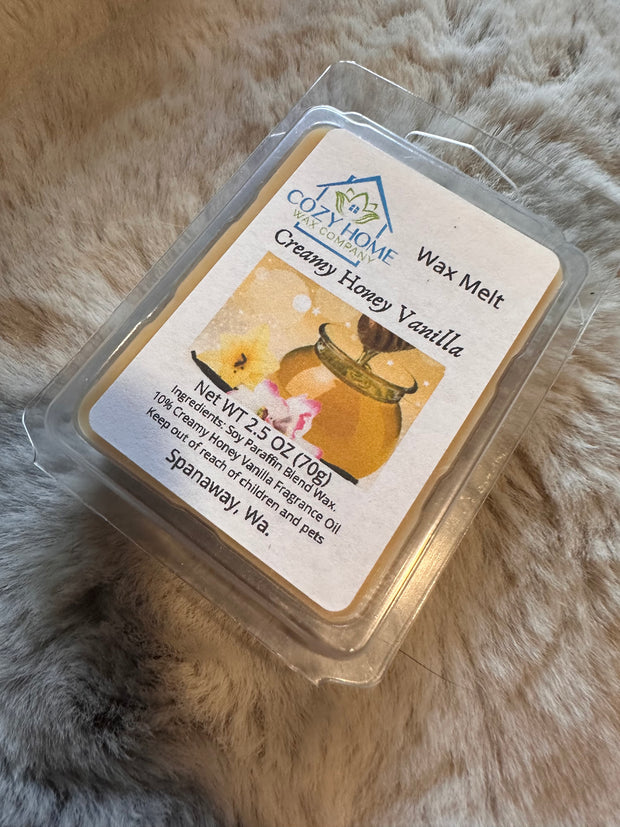 COZY HOME
WAX COMPANY
Wax Melt
Creamy Honey Vanilla
Net WT 2.5 OZ (70g)
Ingredients: Soy Paraffin Blend Wax.
10% Creamy Honey Vanilla Fragrance Oil
Keep out of reach of children and pets
Spanaway, Wa.